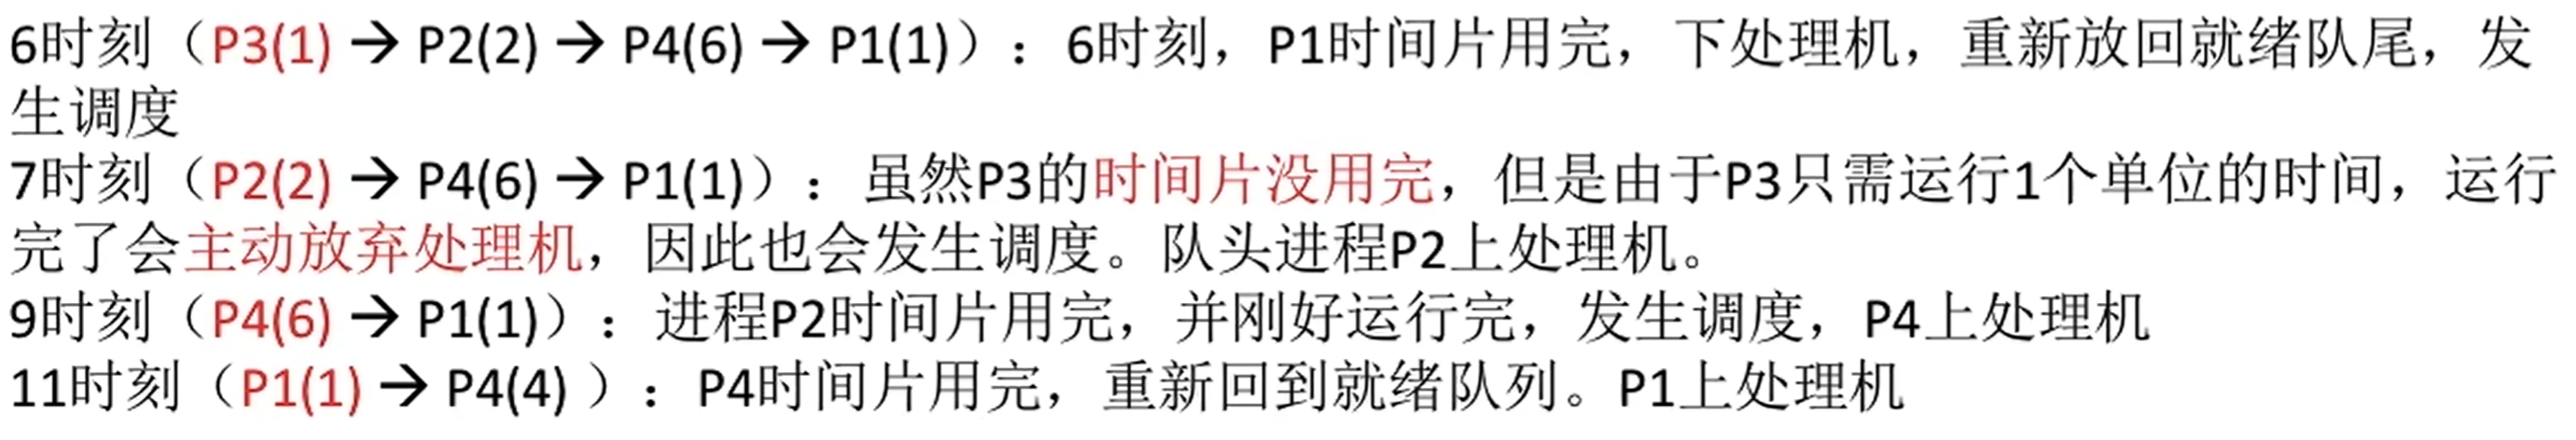 6时刻（P3(1) → P2(2) → P4(6) → P1(1)）：6时刻，P1时间片用完，下处理机，重新放回就绪队尾，发
生调度
7时刻（P2(2) → P4(6) → P1(1)）：虽然P3的时间片没用完，但是由于P3只需运行1个单位的时间，运行
完了会主动放弃处理机，因此也会发生调度。队头进程P2上处理机。
9时刻（P4(6) → P1(1)）：进程P2时间片用完，并刚好运行完，发生调度，P4上处理机
11时刻（P1(1) → P4(4) ）：P4时间片用完，重新回到就绪队列。P1上处理机